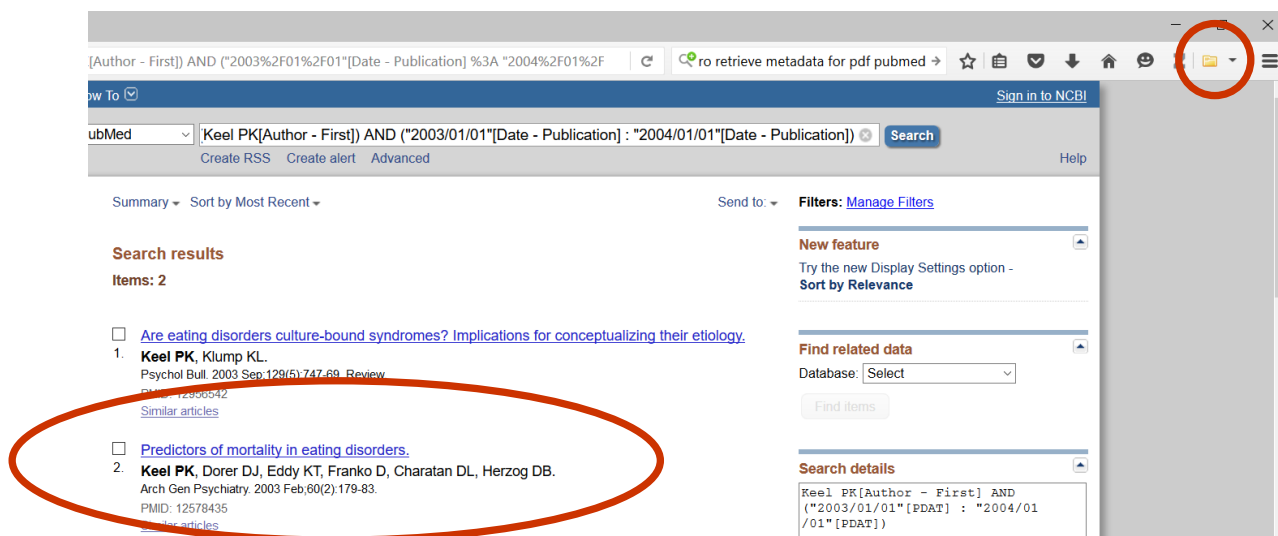 [Author - First]) AND ("2003%2F01%2F01"[Date - Publication] %3A "2004%2F01%2F
ro retrieve metadata for pdf pubmed
ow To
Sign in to NCBI
ubMed
Keel PK[Author - First]) AND ("2003/01/01"[Date - Publication] : "2004/01/01"[Date - Publication])
Search
Create RSS Create alert Advanced
Help
Summary Sort by Most Recent
Send to:
Filters: Manage Filters
Search results
Items: 2
New feature
Try the new Display Settings option -
Sort by Relevance
Are eating disorders culture-bound syndromes? Implications for conceptualizing their etiology.
1. Keel PK, Klump KL.
Psychol Bull. 2003 Sep;129(5):747-69. Review.
PMID: 12956542
Similar articles
Find related data
Database: Select
Find items
Predictors of mortality in eating disorders.
2. Keel PK, Dorer DJ, Eddy KT, Franko D, Charatan DL, Herzog DB.
Arch Gen Psychiatry. 2003 Feb;60(2):179-83.
PMID: 12578435
Similar articles
Search details
Keel PK[Author - First] AND
("2003/01/01"[PDAT] : "2004/01
/01"[PDAT])